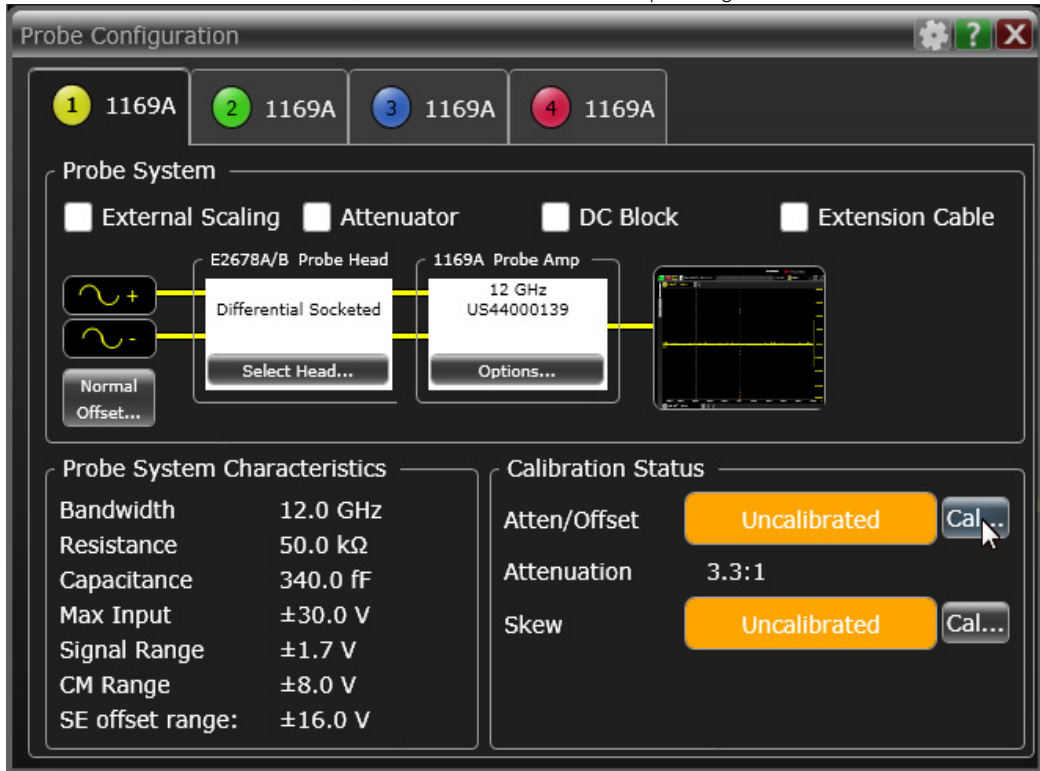 Probe Configuration
?
X
1 1169A
2 1169A
3 1169A
4 1169A
Probe System
External Scaling
Attenuator
DC Block
Extension Cable
E2678A/B Probe Head
1169A Probe Amp
+
-
Differential Socketed
12 GHz
US44000139
Select Head...
Options...
Normal
Offset...
Probe System Characteristics
Bandwidth 12.0 GHz
Resistance 50.0 kΩ
Capacitance 340.0 fF
Max Input ±30.0 V
Signal Range ±1.7 V
CM Range ±8.0 V
SE offset range: ±16.0 V
Calibration Status
Atten/Offset Uncalibrated Cal...
Attenuation 3.3:1
Skew Uncalibrated Cal...